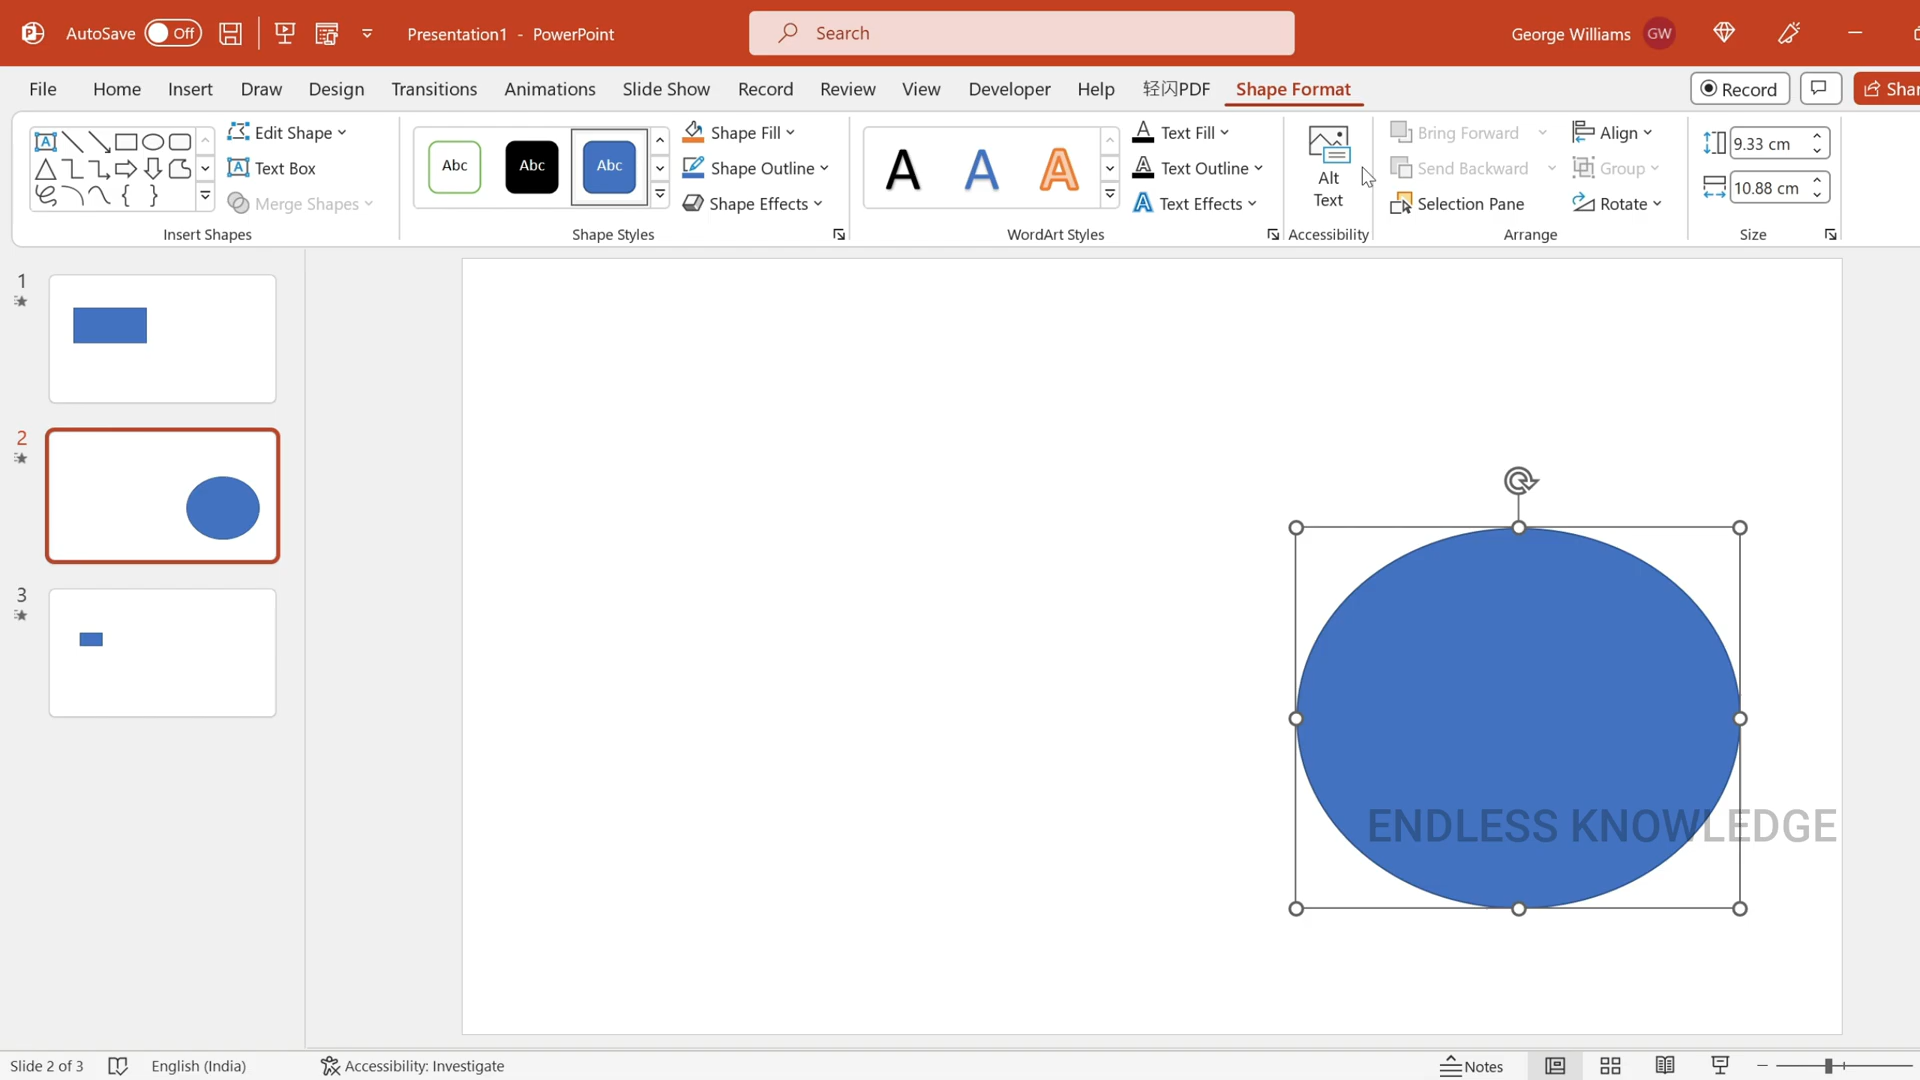 AutoSave Off Presentation1 - PowerPoint Search George Williams GW
File Home Insert Draw Design Transitions Animations Slide Show Record Review View Developer Help 轻闪PDF Shape Format Record
Edit Shape
Text Box
Merge Shapes
Insert Shapes
Abc Abc Abc
Shape Fill
Shape Outline
Shape Effects
Shape Styles
A A A
Text Fill
Text Outline
Text Effects
WordArt Styles
Alt
Text
Accessibility
Bring Forward
Send Backward
Selection Pane
Align
Group
Rotate
Arrange
9.33 cm
10.88 cm
Size
1
2
3
ENDLESS KNOWLEDGE
Slide 2 of 3 English (India) Accessibility: Investigate Notes